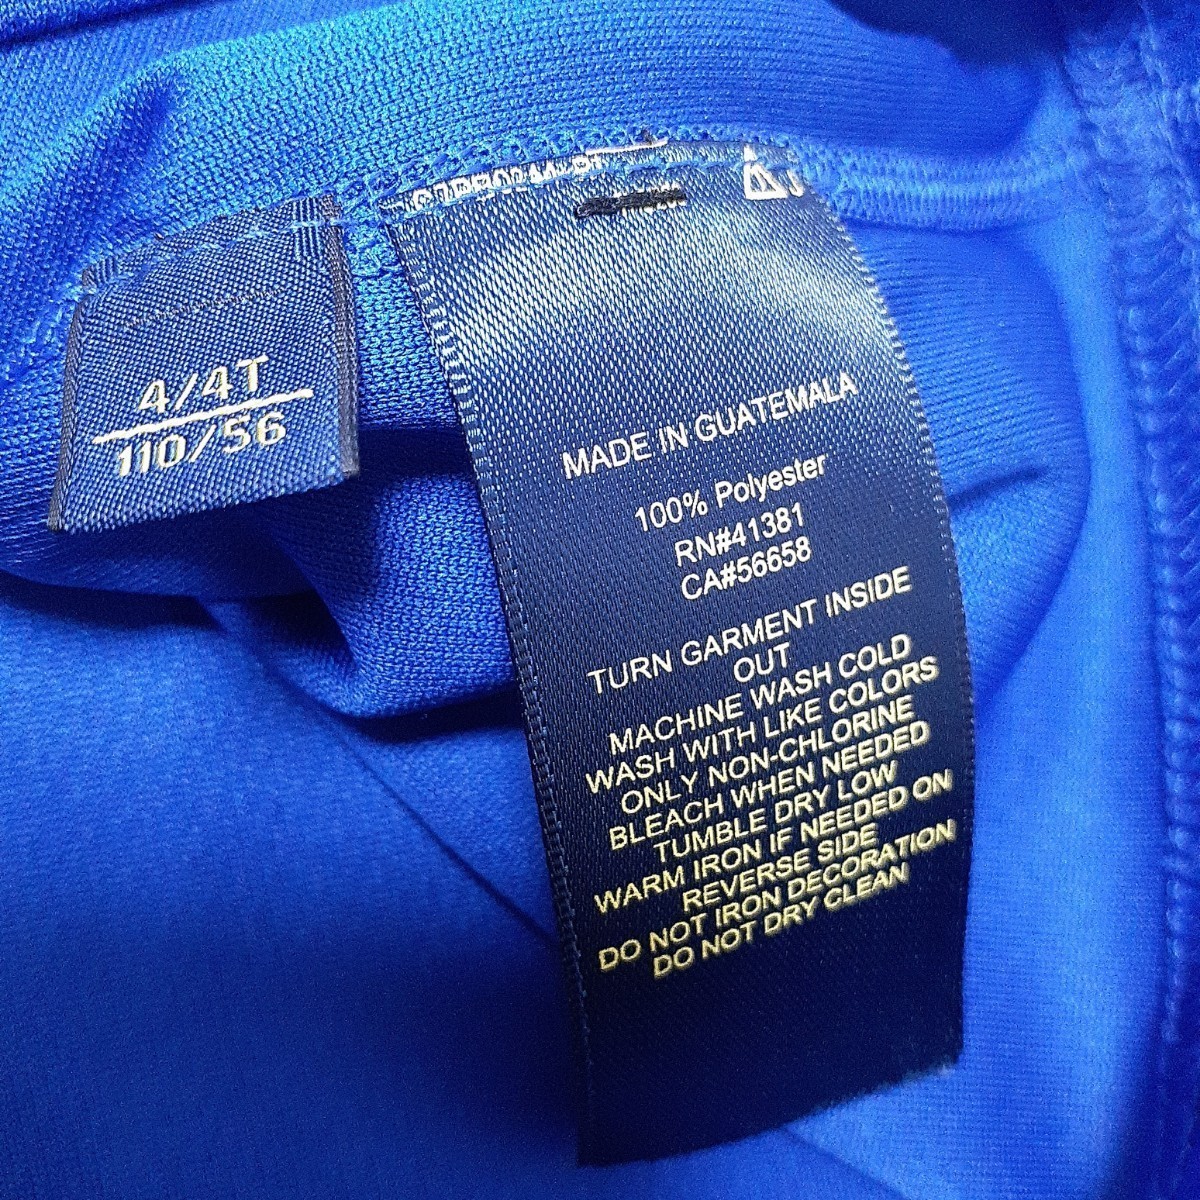 4/4T
110/56
MADE IN GUATEMALA
100% Polyester
RN#41381
CA#56658
TURN GARMENT INSIDE
OUT
MACHINE WASH COLD
WASH WITH LIKE COLORS
ONLY NON-CHLORINE
BLEACH WHEN NEEDED
TUMBLE DRY LOW
WARM IRON IF NEEDED ON
REVERSE SIDE
DO NOT IRON DECORATION
DO NOT DRY CLEAN